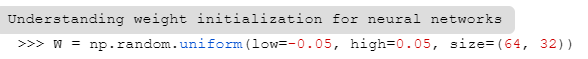 Understanding weight initialization for neural networks
>>> W = np.random.uniform(low=-0.05, high=0.05, size=(64, 32))